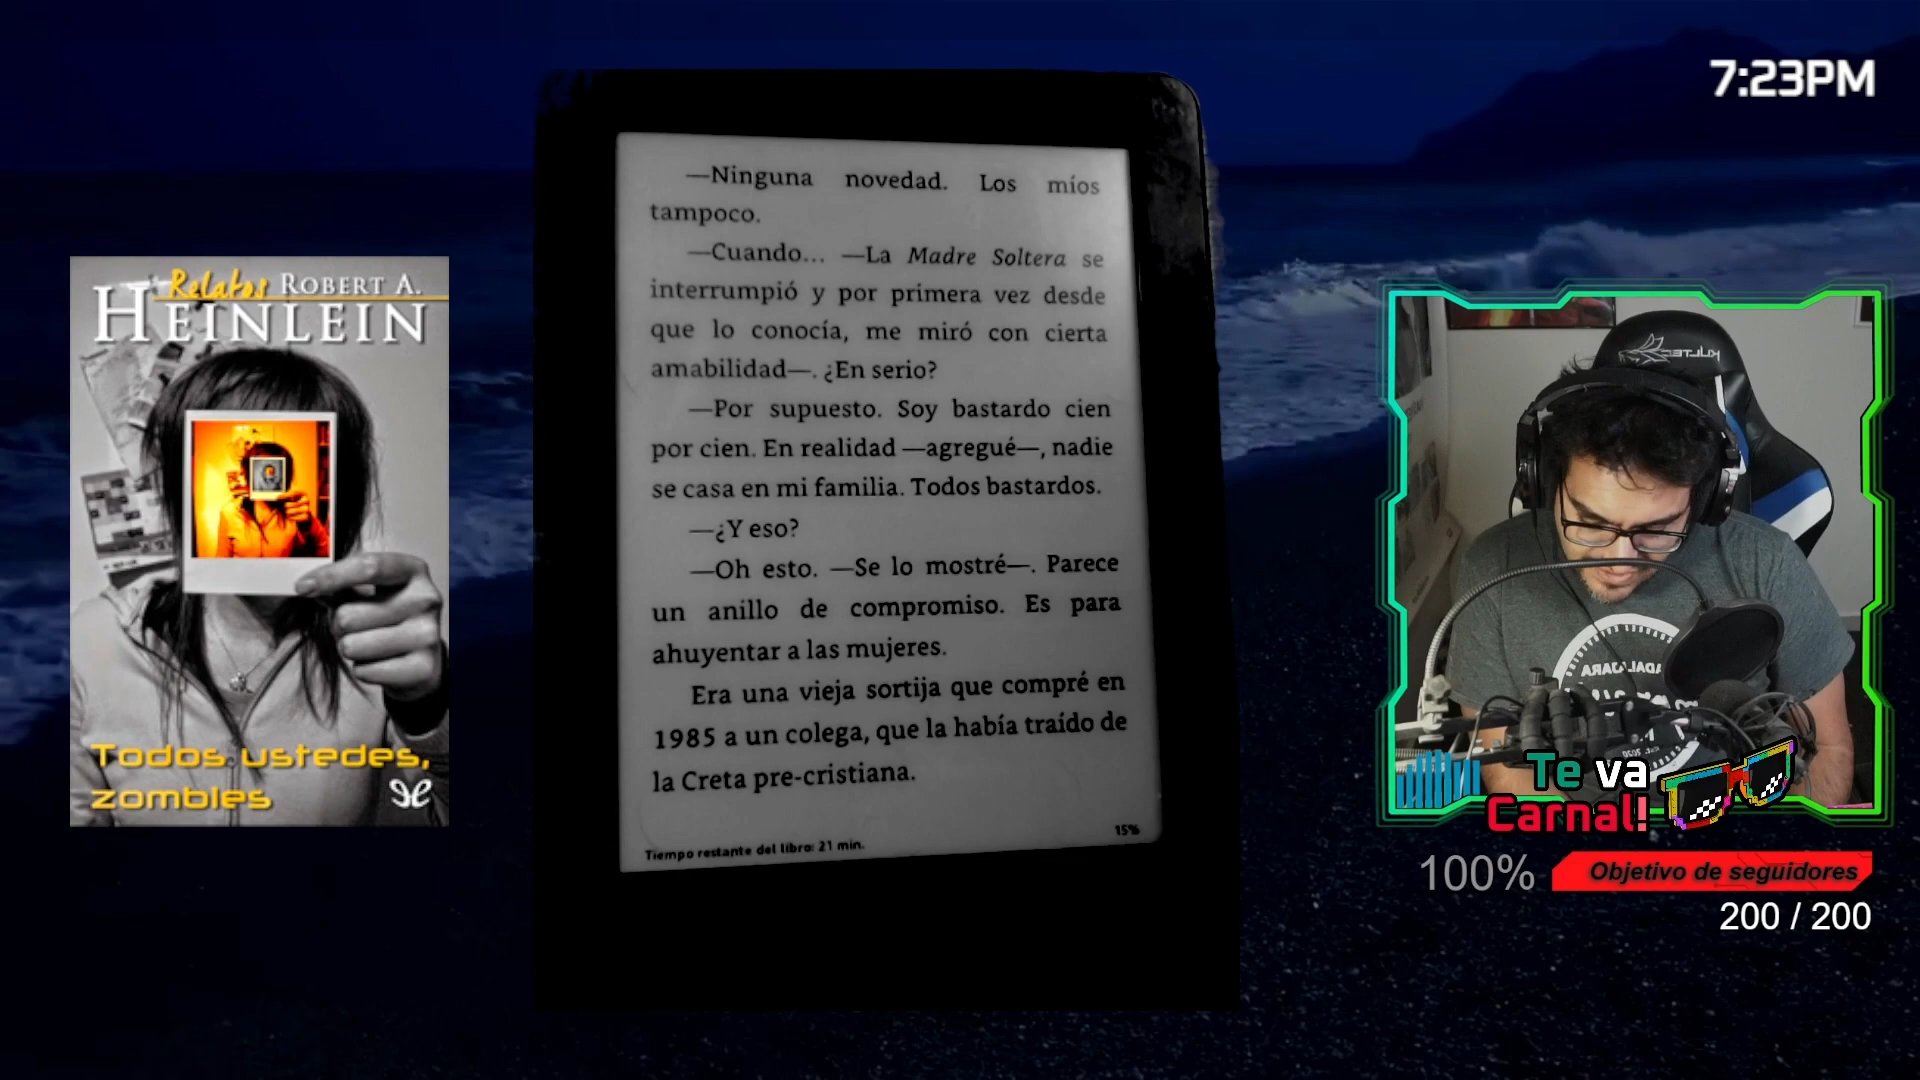 7:23PM
Relatos ROBERT A.
HEINLEIN
Todos ustedes,
zombles
—Ninguna novedad. Los míos
tampoco.
—Cuando... —La Madre Soltera se
interrumpió y por primera vez desde
que lo conocía, me miró con cierta
amabilidad—. ¿En serio?
—Por supuesto. Soy bastardo cien
por cien. En realidad —agregué—, nadie
se casa en mi familia. Todos bastardos.
—¿Y eso?
—Oh esto. —Se lo mostré—. Parece
un anillo de compromiso. Es para
ahuyentar a las mujeres.
Era una vieja sortija que compré en
1985 a un colega, que la había traído de
la Creta pre-cristiana.
Tiempo restante del libro: 21 min.
15%
Te va
Carnal!
100%
Objetivo de seguidores
200 / 200